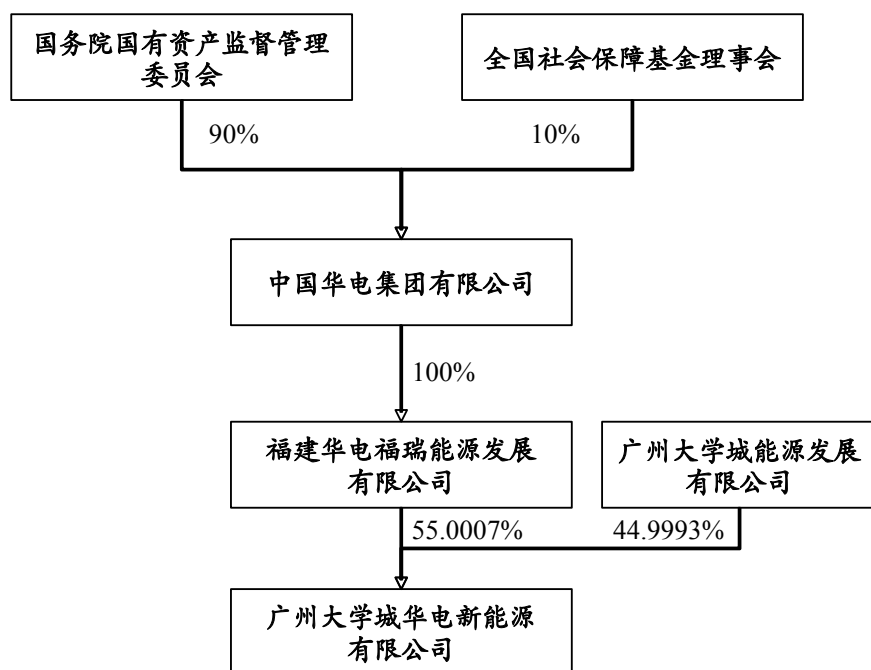 国务院国有资产监督管理
委员会
全国社会保障基金理事会
90%
10%
中国华电集团有限公司
100%
福建华电福瑞能源发展
有限公司
广州大学城能源发展
有限公司
55.0007%
44.9993%
广州大学城华电新能源
有限公司